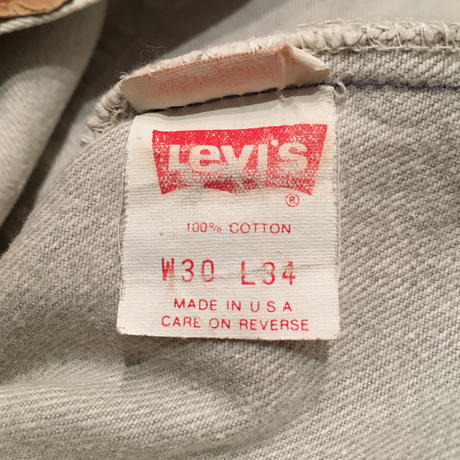 Levi's
®
100% COTTON
W30 L34
MADE IN U S A
CARE ON REVERSE